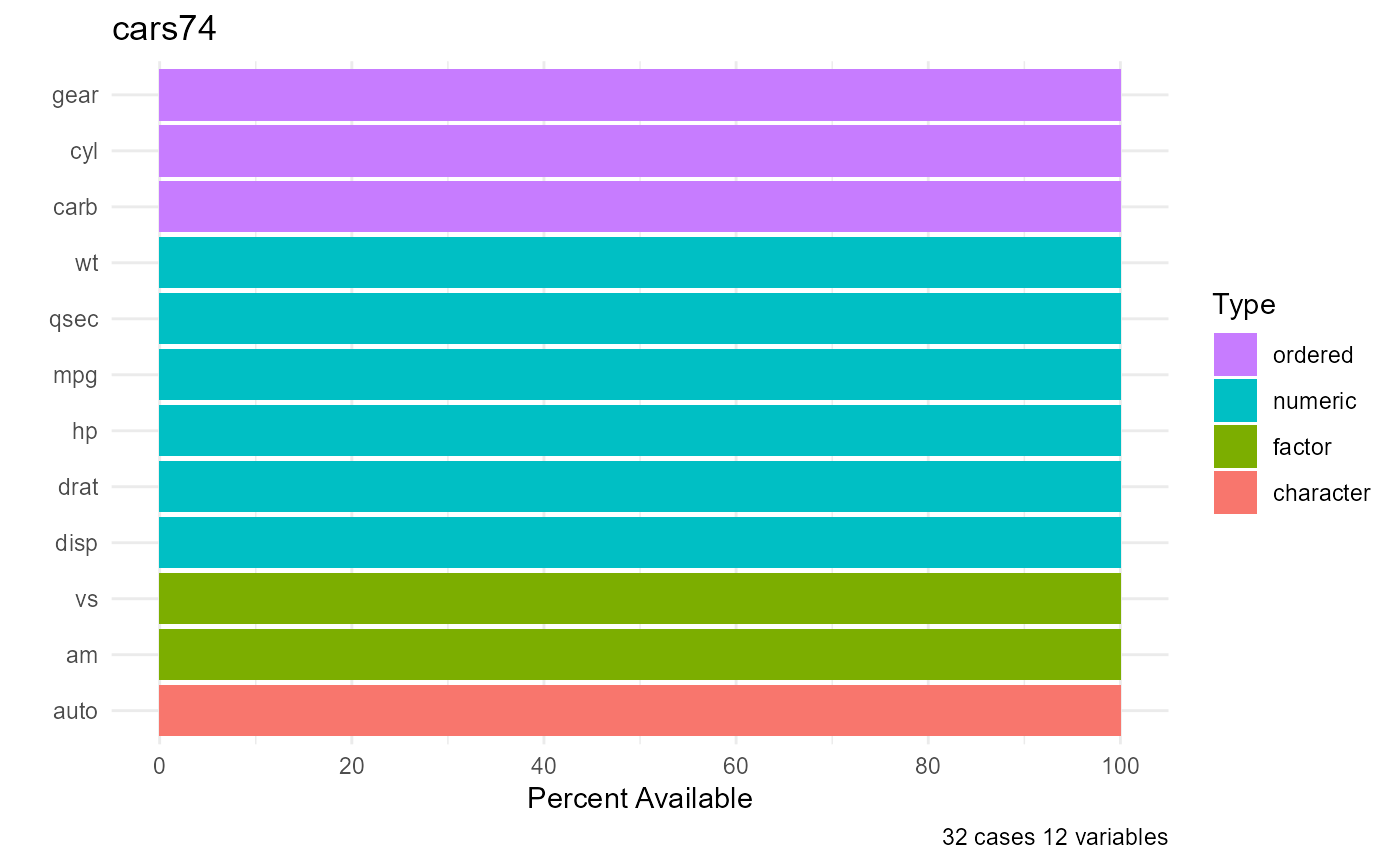 cars74
gear
cyl
carb
wt
qsec
mpg
hp
drat
disp
vs
am
auto
0 20 40 60 80 100
Percent Available
32 cases 12 variables
Type
ordered
numeric
factor
character